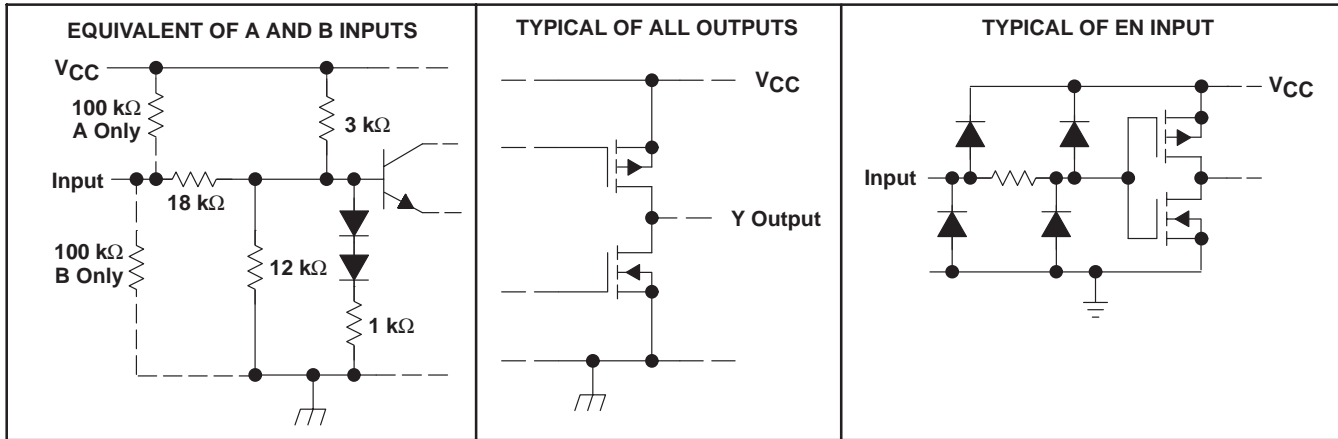 EQUIVALENT OF A AND B INPUTS
VCC
100 kΩ
A Only
3 kΩ
Input
18 kΩ
100 kΩ
B Only
12 kΩ
1 kΩ
TYPICAL OF ALL OUTPUTS
VCC
Y Output
TYPICAL OF EN INPUT
VCC
Input